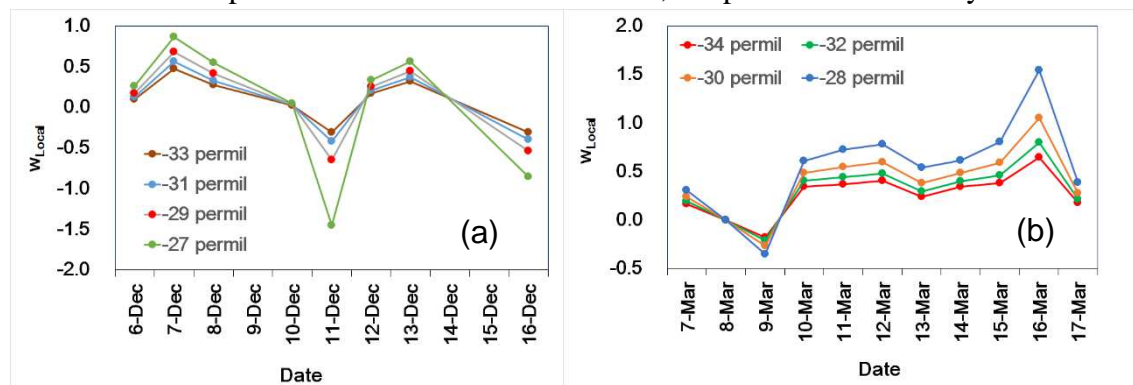 (a)
1.0
0.5
0.0
-0.5
-1.0
-1.5
-2.0
wLocal
-33 permil
-31 permil
-29 permil
-27 permil
6-Dec
7-Dec
8-Dec
9-Dec
10-Dec
11-Dec
12-Dec
13-Dec
14-Dec
15-Dec
16-Dec
Date
2.0
1.5
1.0
0.5
0.0
-0.5
wLocal
-34 permil -32 permil
-30 permil -28 permil
(b)
7-Mar
8-Mar
9-Mar
10-Mar
11-Mar
12-Mar
13-Mar
14-Mar
15-Mar
16-Mar
17-Mar
Date